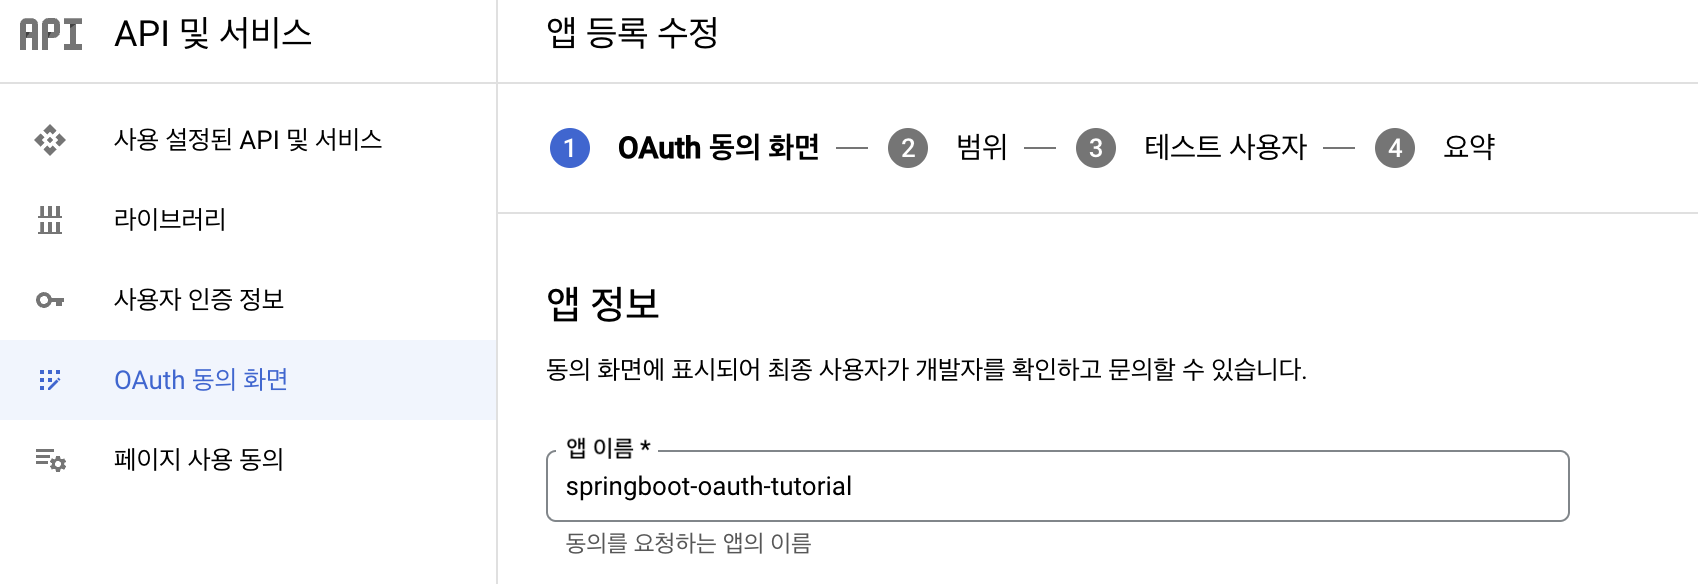 API API 및 서비스
사용 설정된 API 및 서비스
라이브러리
사용자 인증 정보
OAuth 동의 화면
페이지 사용 동의
앱 등록 수정
1 OAuth 동의 화면 — 2 범위 — 3 테스트 사용자 — 4 요약
앱 정보
동의 화면에 표시되어 최종 사용자가 개발자를 확인하고 문의할 수 있습니다.
앱 이름 *
springboot-oauth-tutorial
동의를 요청하는 앱의 이름